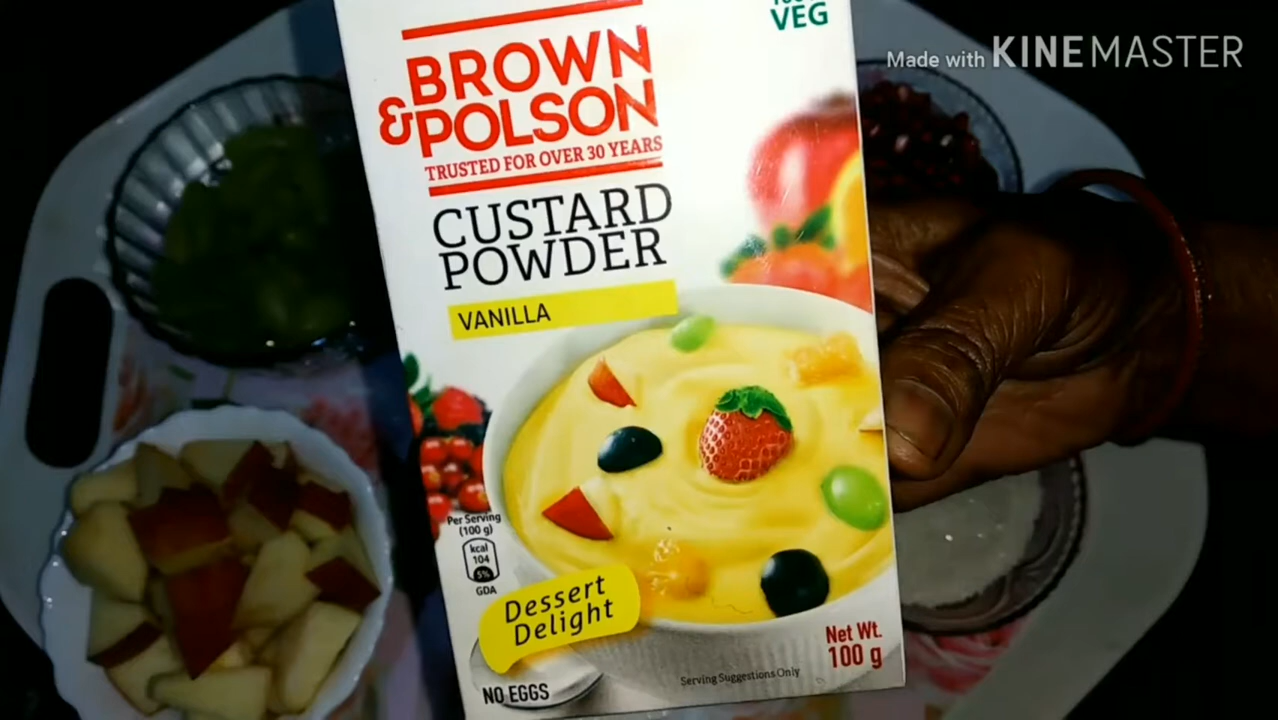 VEG
Made with KINEMASTER
BROWN
& POLSON
TRUSTED FOR OVER 30 YEARS
CUSTARD
POWDER
VANILLA
Per Serving
(100 g)
kcal
104
5%
GDA
Dessert
Delight
NO EGGS
Serving Suggestions Only
Net Wt.
100 g